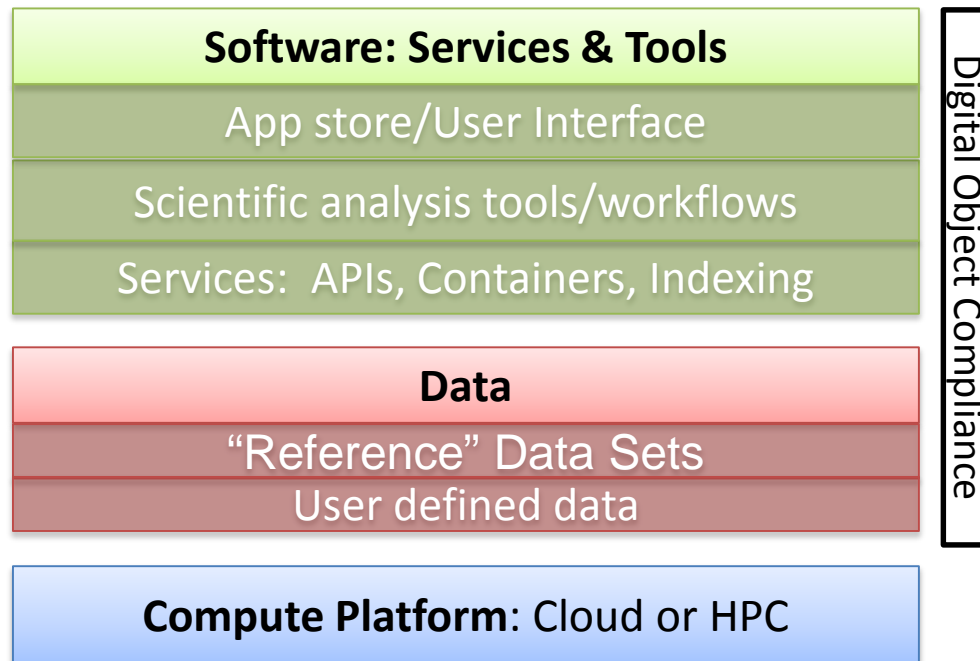 Software: Services & Tools
App store/User Interface
Scientific analysis tools/workflows
Services: APIs, Containers, Indexing
Data
“Reference” Data Sets
User defined data
Compute Platform: Cloud or HPC
Digital Object Compliance